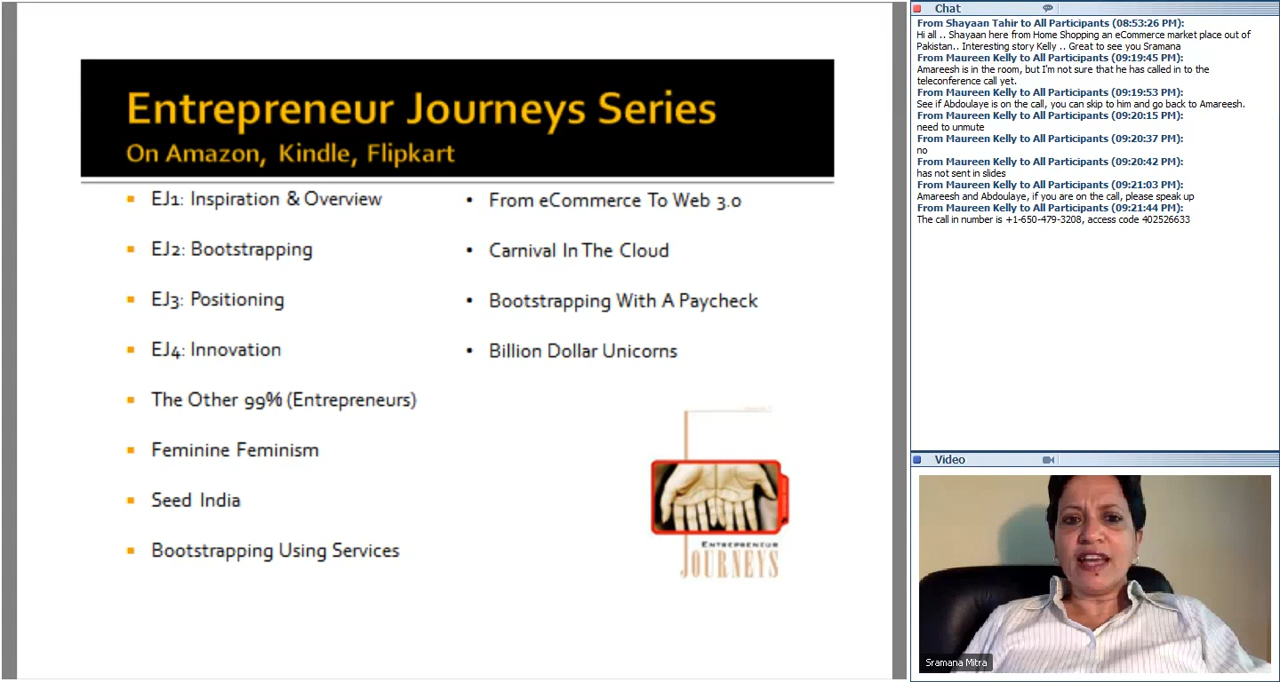 Entrepreneur Journeys Series
On Amazon, Kindle, Flipkart
EJ1: Inspiration & Overview
EJ2: Bootstrapping
EJ3: Positioning
EJ4: Innovation
The Other 99% (Entrepreneurs)
Feminine Feminism
Seed India
Bootstrapping Using Services
From eCommerce To Web 3.0
Carnival In The Cloud
Bootstrapping With A Paycheck
Billion Dollar Unicorns
ENTREPRENEUR
JOURNEYS
Chat
From Shayaan Tahir to All Participants (08:53:26 PM):
Hi all .. Shayaan here from Home Shopping an eCommerce market place out of
Pakistan.. Interesting story Kelly .. Great to see you Sramana
From Maureen Kelly to All Participants (09:19:45 PM):
Amareesh is in the room, but I'm not sure that he has called in to the
teleconference call yet.
From Maureen Kelly to All Participants (09:19:53 PM):
See if Abdoulaye is on the call, you can skip to him and go back to Amareesh.
From Maureen Kelly to All Participants (09:20:15 PM):
need to unmute
From Maureen Kelly to All Participants (09:20:37 PM):
no
From Maureen Kelly to All Participants (09:20:42 PM):
has not sent in slides
From Maureen Kelly to All Participants (09:21:03 PM):
Amareesh and Abdoulaye, if you are on the call, please speak up
From Maureen Kelly to All Participants (09:21:44 PM):
The call in number is +1-650-479-3208, access code 402526633
Video
Sramana Mitra